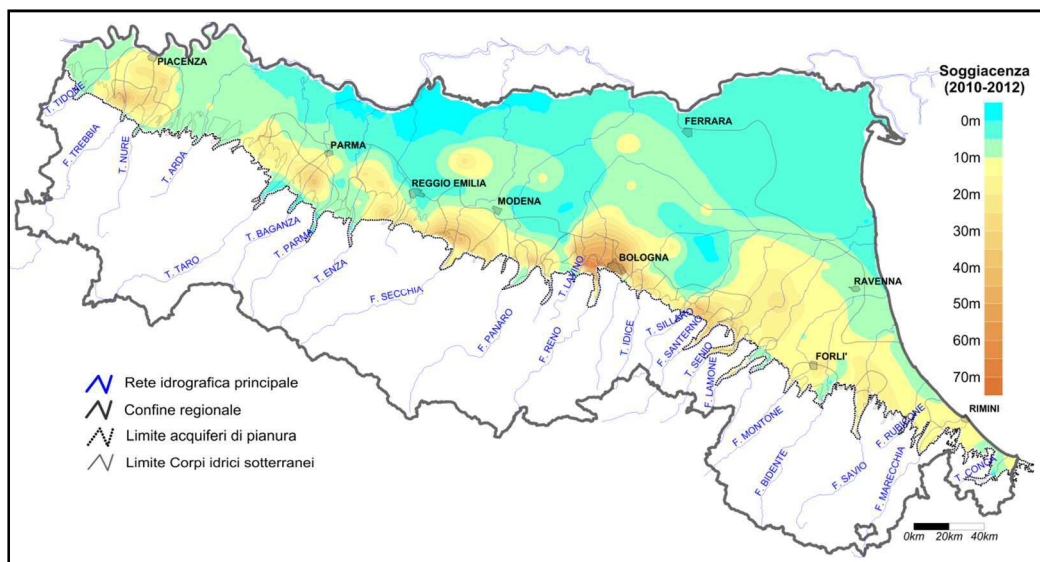 Soggiacenza
(2010-2012)
0m
10m
20m
30m
40m
50m
60m
70m
PIACENZA
PARMA
REGGIO EMILIA
MODENA
BOLOGNA
FERRARA
RAVENNA
FORLI'
RIMINI
T. TIDONE
F. TREBBIA
T. NURE
T. ARDA
T. TARO
T. BAGANZA
T. PARMA
T. ENZA
F. SECCHIA
F. PANARO
F. RENO
T. LAVINO
T. IDICE
T. SILLARO
F. SANTERNO
T. SENIO
F. LAMONE
F. MONTONE
F. BIDENTE
F. SAVIO
F. RUBICONE
F. MARECCHIA
T. CONCA
Rete idrografica principale
Confine regionale
Limite acquiferi di pianura
Limite Corpi idrici sotterranei
0km 20km 40km